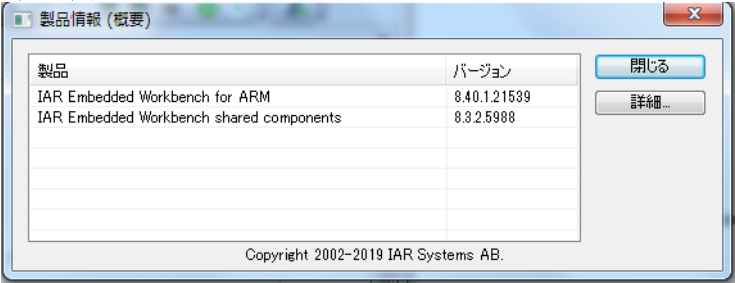 製品情報 (概要)
製品 バージョン
IAR Embedded Workbench for ARM 8.40.1.21539
IAR Embedded Workbench shared components 8.3.2.5988
閉じる
詳細...
Copyright 2002-2019 IAR Systems AB.